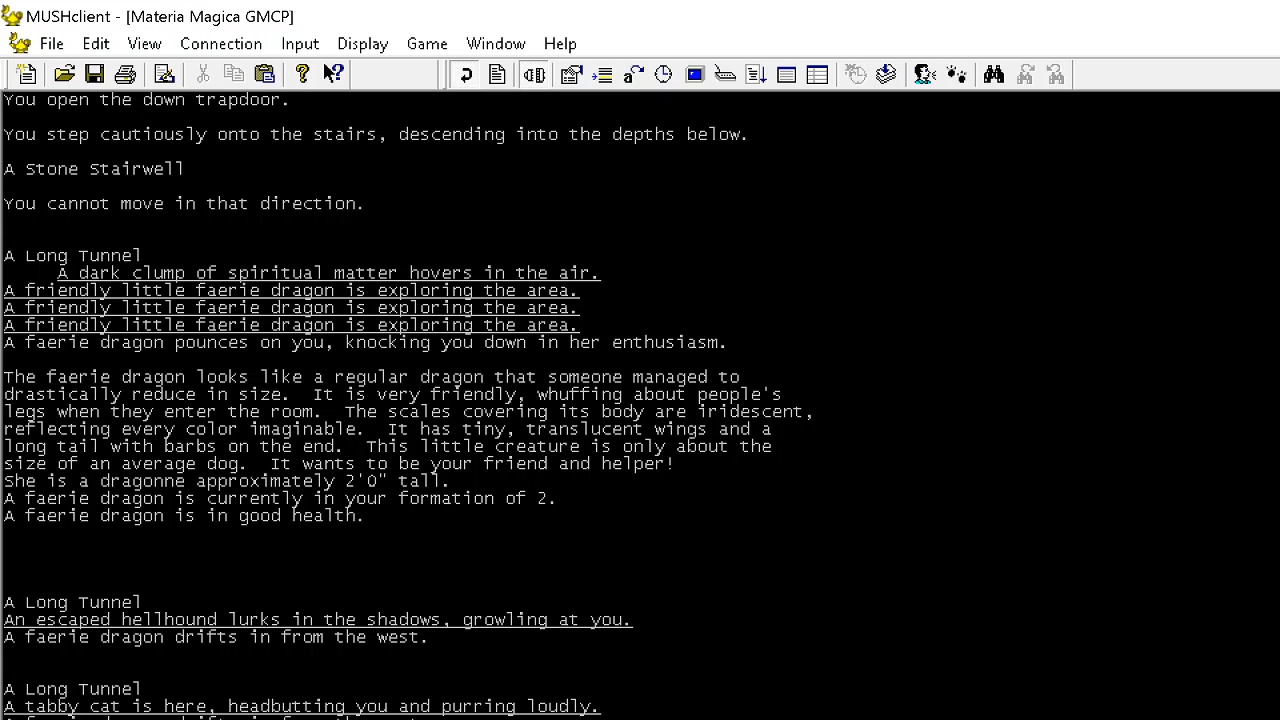 MUSHclient - [Materia Magica GMCP]
File Edit View Connection Input Display Game Window Help
You open the down trapdoor.
You step cautiously onto the stairs, descending into the depths below.
A Stone Stairwell
You cannot move in that direction.
A Long Tunnel
A dark clump of spiritual matter hovers in the air.
A friendly little faerie dragon is exploring the area.
A friendly little faerie dragon is exploring the area.
A friendly little faerie dragon is exploring the area.
A faerie dragon pounces on you, knocking you down in her enthusiasm.
The faerie dragon looks like a regular dragon that someone managed to
drastically reduce in size.  It is very friendly, whuffing about people's
legs when they enter the room.  The scales covering its body are iridescent,
reflecting every color imaginable.  It has tiny, translucent wings and a
long tail with barbs on the end.  This little creature is only about the
size of an average dog.  It wants to be your friend and helper!
She is a dragonne approximately 2'0" tall.
A faerie dragon is currently in your formation of 2.
A faerie dragon is in good health.
A Long Tunnel
An escaped hellhound lurks in the shadows, growling at you.
A faerie dragon drifts in from the west.
A Long Tunnel
A tabby cat is here, headbutting you and purring loudly.